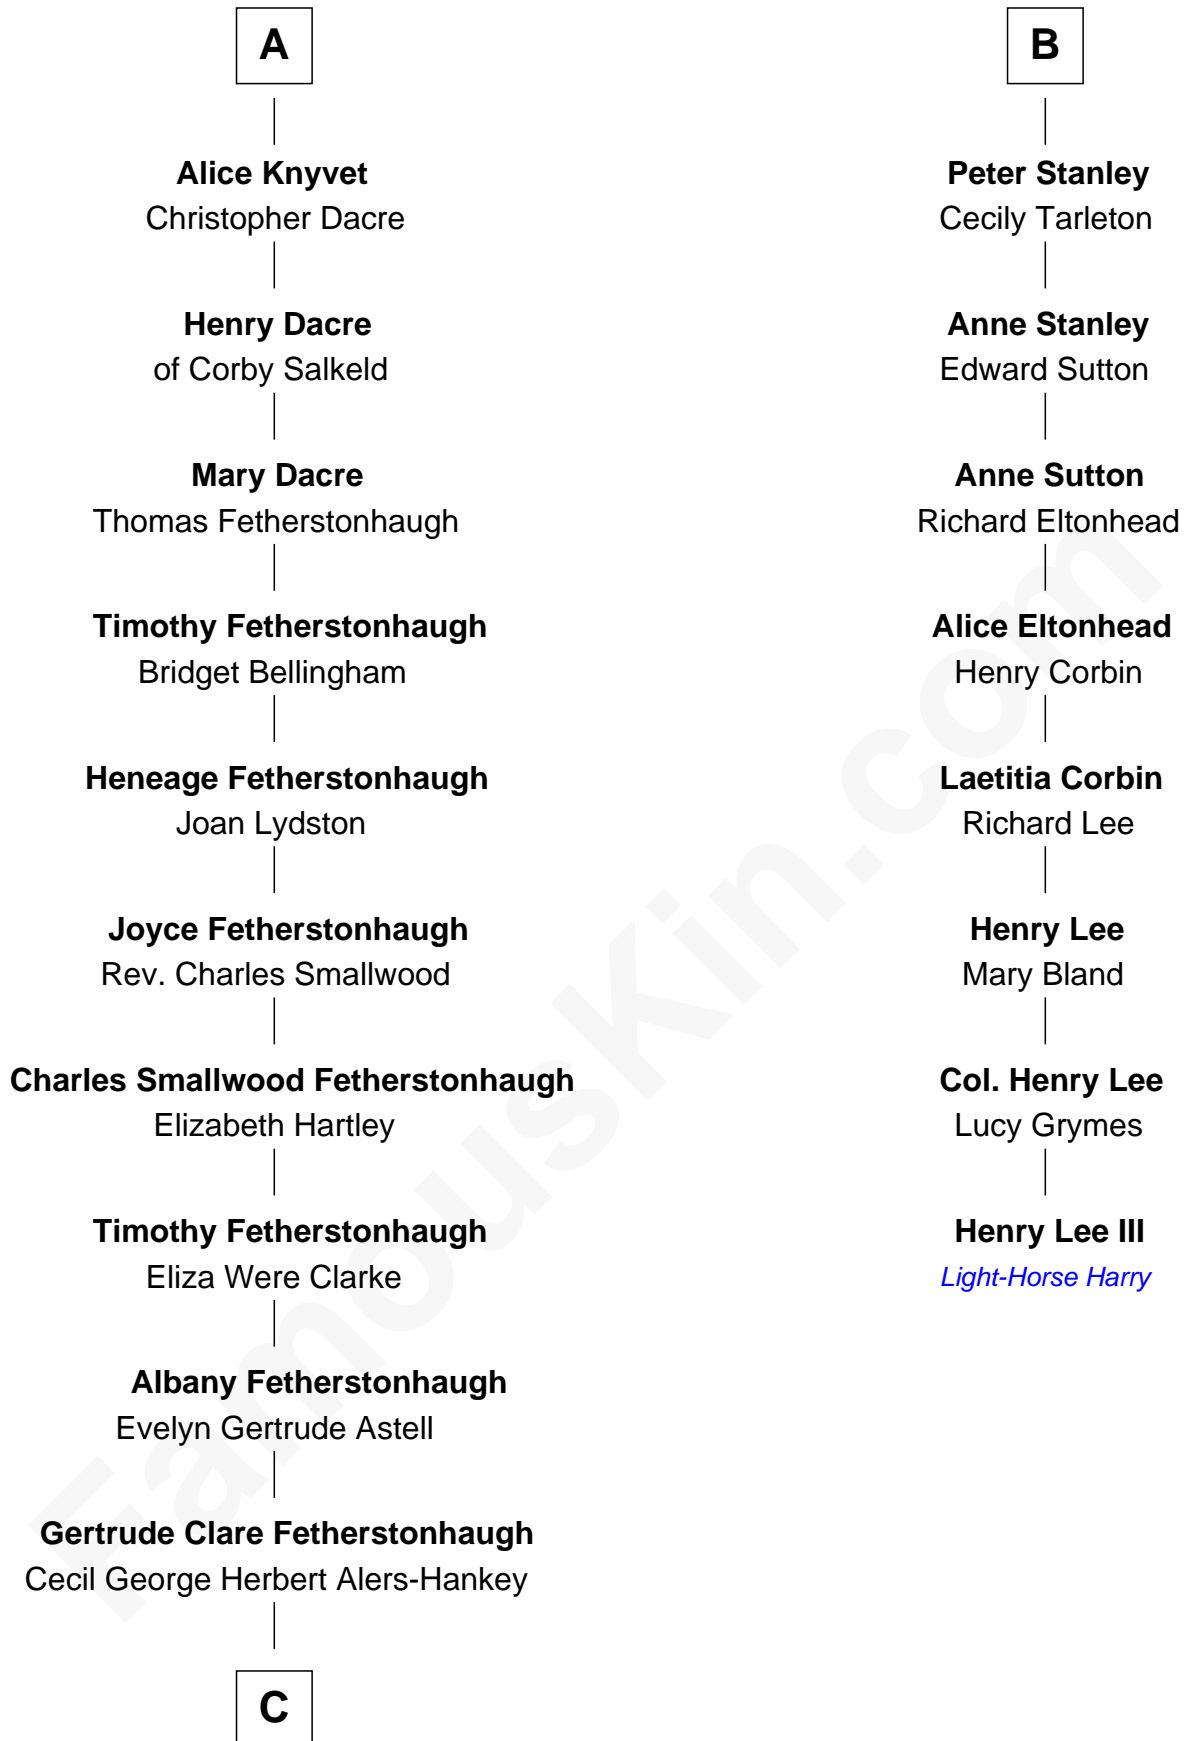 A
Alice Knyvet
Christopher Dacre
Henry Dacre
of Corby Salkeld
Mary Dacre
Thomas Fetherstonhaugh
Timothy Fetherstonhaugh
Bridget Bellingham
Heneage Fetherstonhaugh
Joan Lydston
Joyce Fetherstonhaugh
Rev. Charles Smallwood
Charles Smallwood Fetherstonhaugh
Elizabeth Hartley
Timothy Fetherstonhaugh
Eliza Were Clarke
Albany Fetherstonhaugh
Evelyn Gertrude Astell
Gertrude Clare Fetherstonhaugh
Cecil George Herbert Alers-Hankey
C
B
Peter Stanley
Cecily Tarleton
Anne Stanley
Edward Sutton
Anne Sutton
Richard Eltonhead
Alice Eltonhead
Henry Corbin
Laetitia Corbin
Richard Lee
Henry Lee
Mary Bland
Col. Henry Lee
Lucy Grymes
Henry Lee III
Light-Horse Harry
FamousKin.com